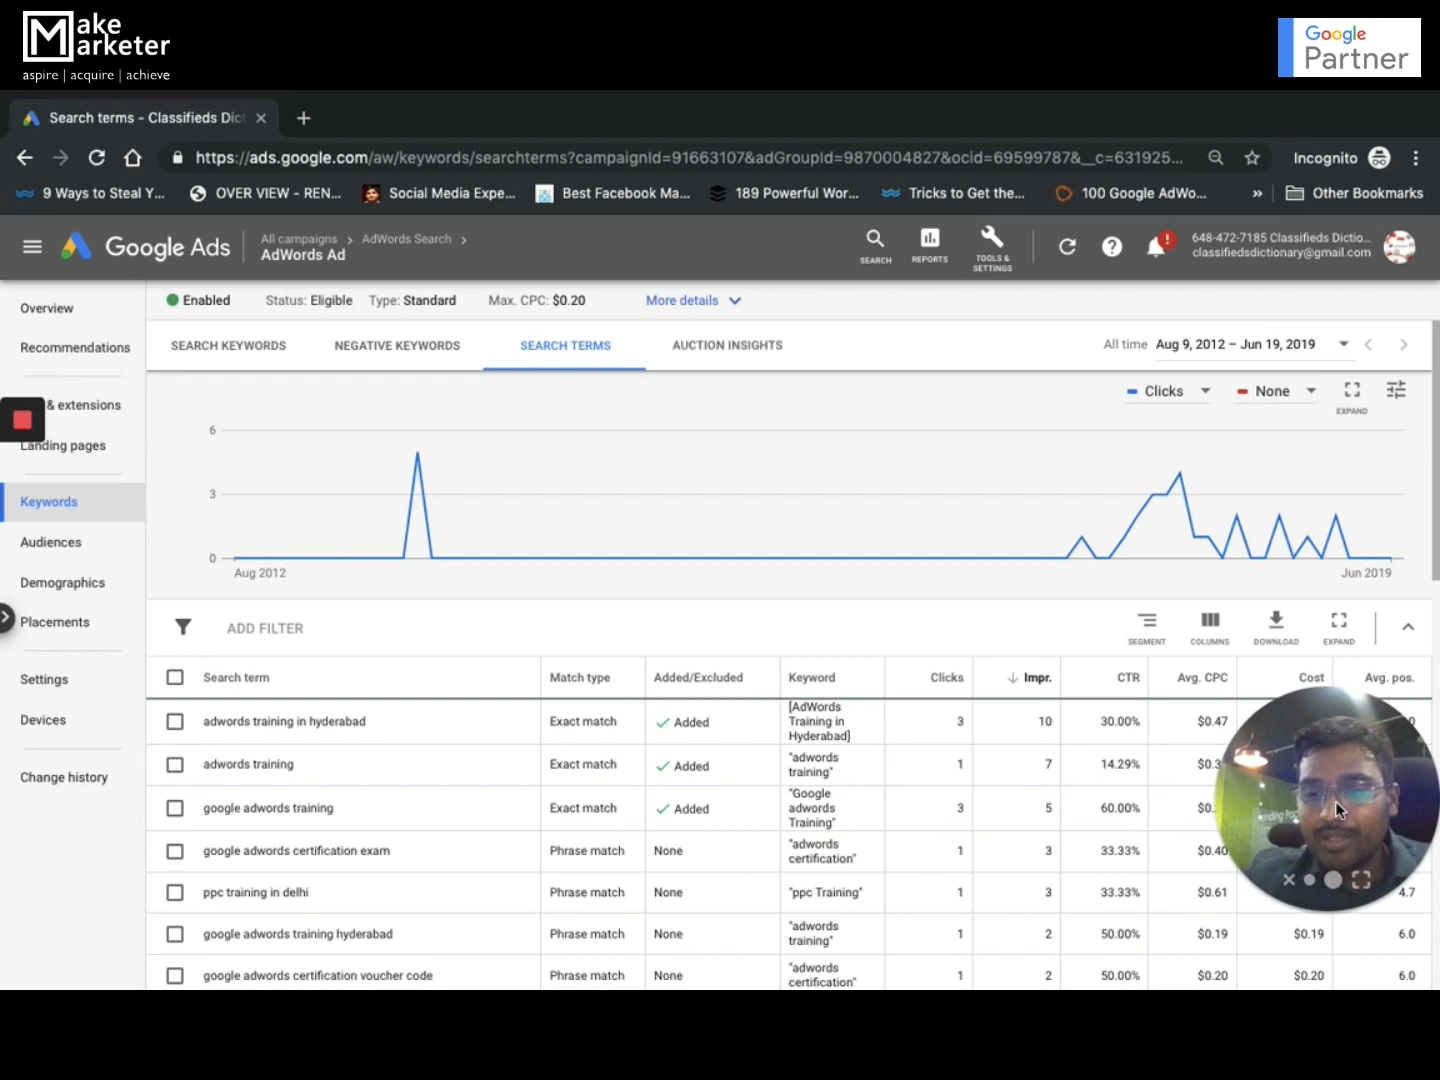 Make
Marketer
aspire | acquire | achieve
Google
Partner
Search terms - Classifieds Dic
https://ads.google.com/aw/keywords/searchterms?campaignId=91663107&adGroupId=9870004827&ocid=69599787&__c=631925...
Incognito
9 Ways to Steal Y...
OVER VIEW - REN...
Social Media Expe...
Best Facebook Ma...
189 Powerful Wor...
Tricks to Get the...
100 Google AdWo...
»
Other Bookmarks
Google Ads
All campaigns > AdWords Search >
AdWords Ad
SEARCH
REPORTS
TOOLS &
SETTINGS
648-472-7185 Classifieds Dictio...
classifiedsdictionary@gmail.com
Overview
Recommendations
& extensions
Landing pages
Keywords
Audiences
Demographics
Placements
Settings
Devices
Change history
Enabled Status: Eligible Type: Standard Max. CPC: $0.20 More details
SEARCH KEYWORDS NEGATIVE KEYWORDS SEARCH TERMS AUCTION INSIGHTS
All time Aug 9, 2012 – Jun 19, 2019
Clicks None
EXPAND
6
3
0
Aug 2012 Jun 2019
ADD FILTER
SEGMENT COLUMNS DOWNLOAD EXPAND
Search term Match type Added/Excluded Keyword Clicks Impr. CTR Avg. CPC Cost Avg. pos.
adwords training in hyderabad Exact match Added [AdWords Training in Hyderabad] 3 10 30.00% $0.47
adwords training Exact match Added "adwords training" 1 7 14.29%
google adwords training Exact match Added "Google adwords Training" 3 5 60.00%
google adwords certification exam Phrase match None "adwords certification" 1 3 33.33% $0.40
ppc training in delhi Phrase match None "ppc Training" 1 3 33.33% $0.61 4.7
google adwords training hyderabad Phrase match None "adwords training" 1 2 50.00% $0.19 $0.19 6.0
google adwords certification voucher code Phrase match None "adwords certification" 1 2 50.00% $0.20 $0.20 6.0